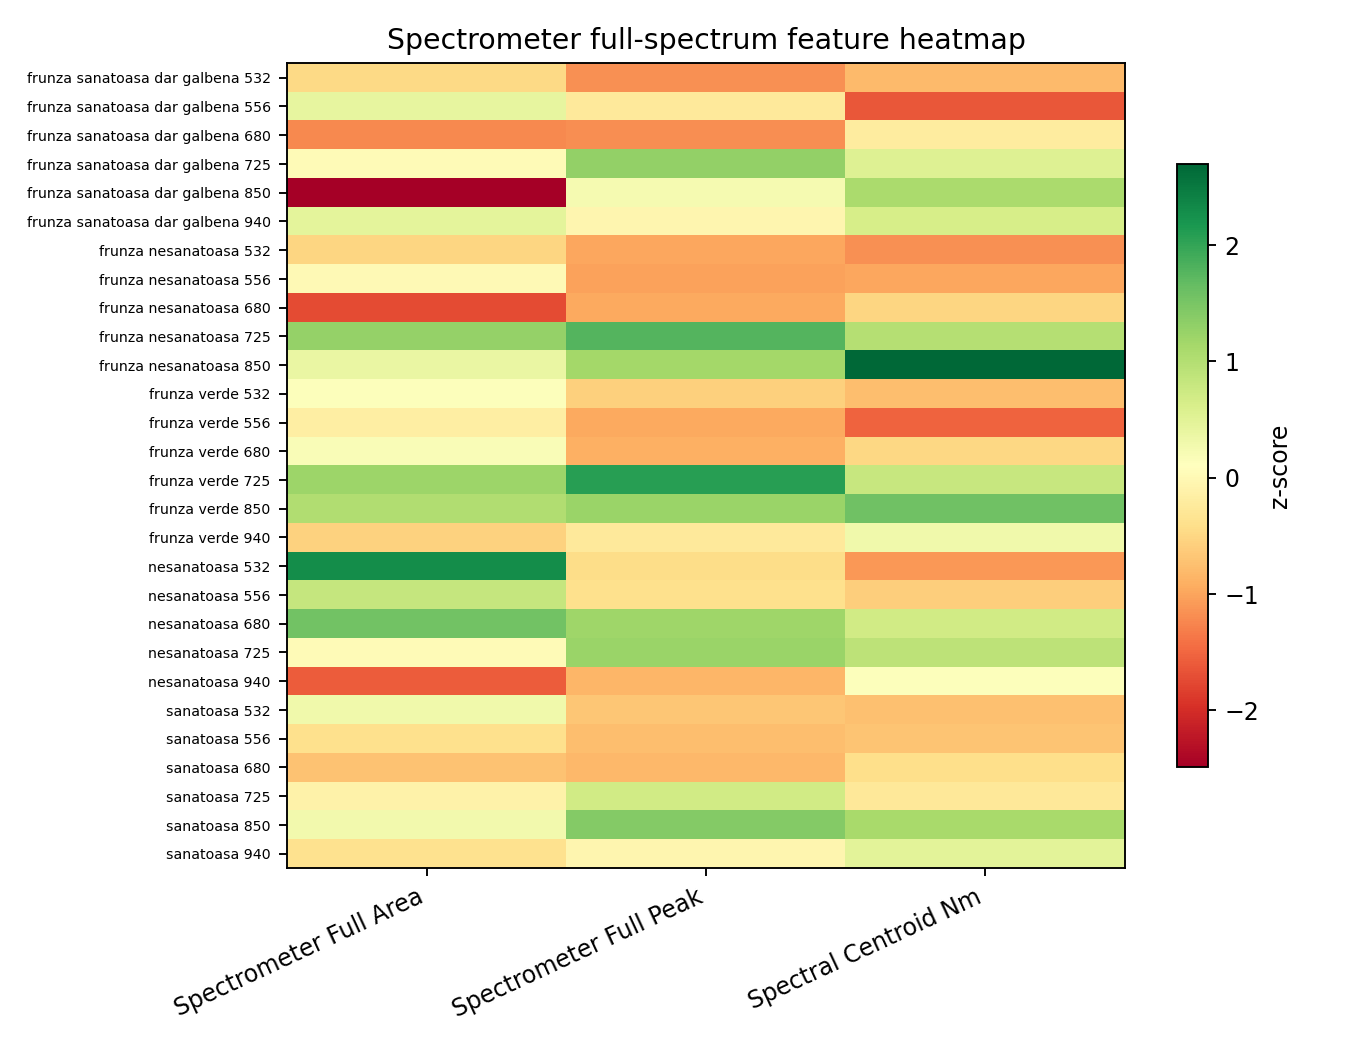 Spectrometer full-spectrum feature heatmap
frunza sanatoasa dar galbena 532
frunza sanatoasa dar galbena 556
frunza sanatoasa dar galbena 680
frunza sanatoasa dar galbena 725
frunza sanatoasa dar galbena 850
frunza sanatoasa dar galbena 940
frunza nesanatoasa 532
frunza nesanatoasa 556
frunza nesanatoasa 680
frunza nesanatoasa 725
frunza nesanatoasa 850
frunza verde 532
frunza verde 556
frunza verde 680
frunza verde 725
frunza verde 850
frunza verde 940
nesanatoasa 532
nesanatoasa 556
nesanatoasa 680
nesanatoasa 725
nesanatoasa 940
sanatoasa 532
sanatoasa 556
sanatoasa 680
sanatoasa 725
sanatoasa 850
sanatoasa 940
Spectrometer Full Area
Spectrometer Full Peak
Spectral Centroid Nm
2
1
0
−1
−2
z-score